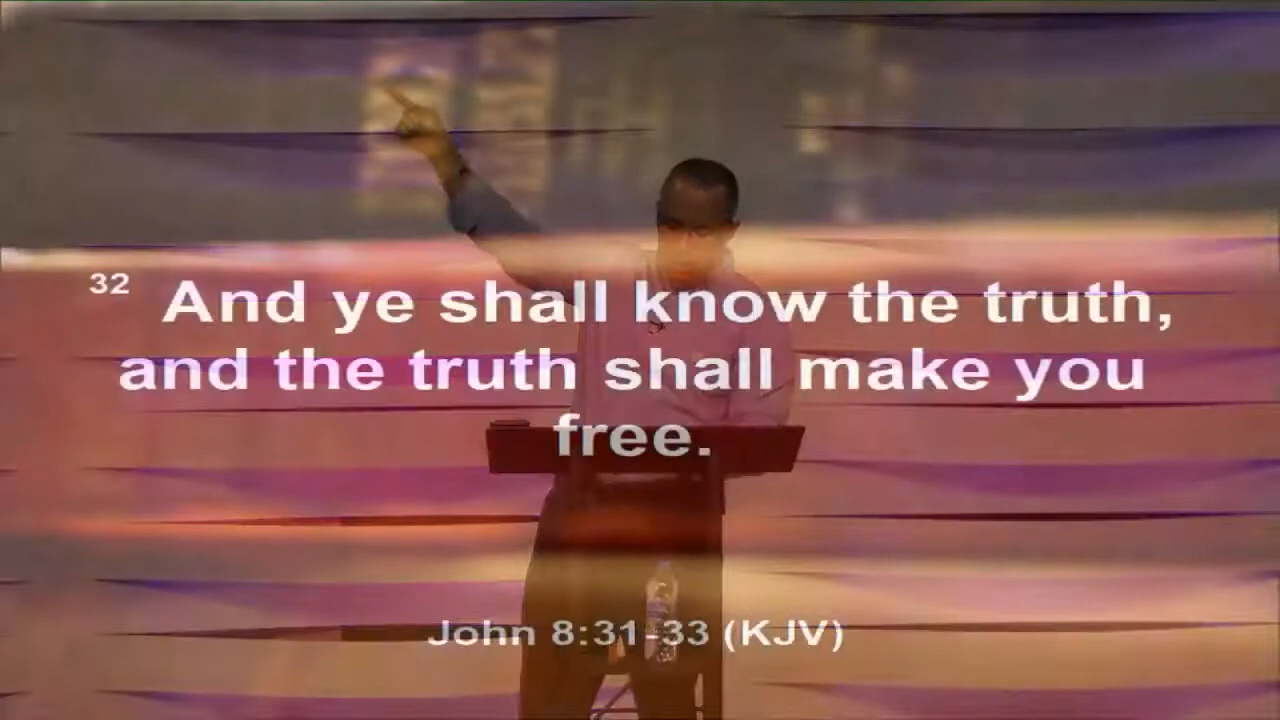 32 And ye shall know the truth,
and the truth shall make you
free.
John 8:31-33 (KJV)